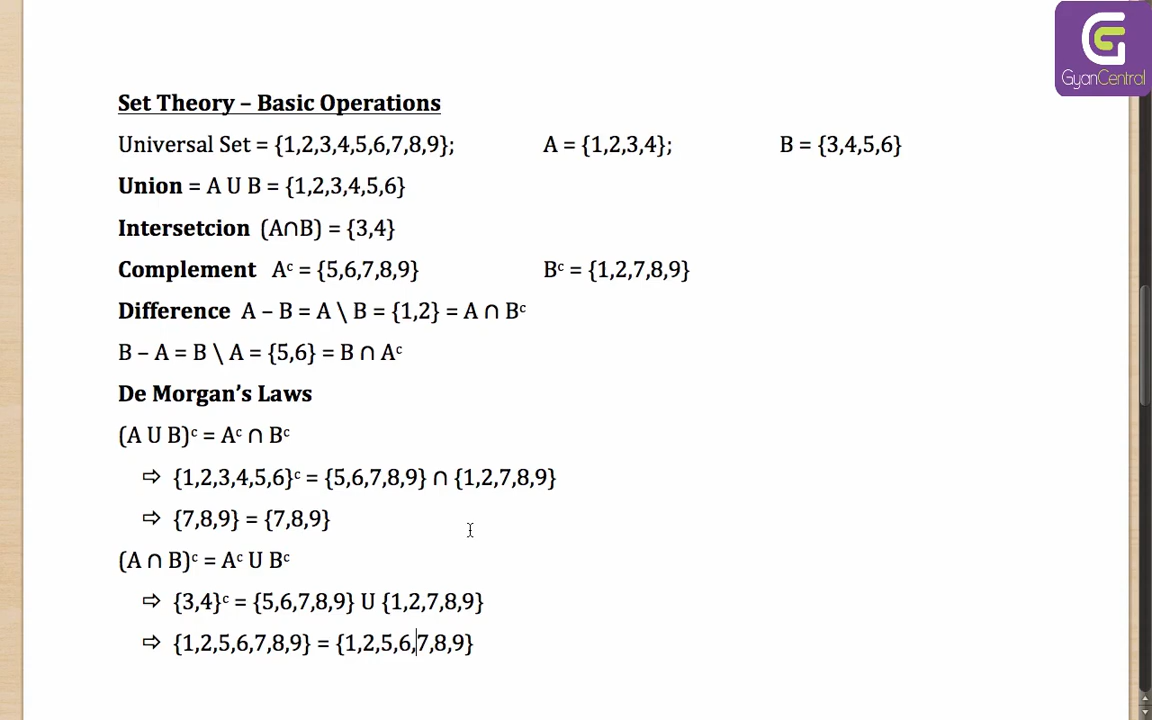 GyanCentral
Set Theory – Basic Operations
Universal Set = {1,2,3,4,5,6,7,8,9}; A = {1,2,3,4}; B = {3,4,5,6}
Union = A U B = {1,2,3,4,5,6}
Intersetcion (A∩B) = {3,4}
Complement Aᶜ = {5,6,7,8,9} Bᶜ = {1,2,7,8,9}
Difference A – B = A \ B = {1,2} = A ∩ Bᶜ
B – A = B \ A = {5,6} = B ∩ Aᶜ
De Morgan’s Laws
(A U B)ᶜ = Aᶜ ∩ Bᶜ
⇨ {1,2,3,4,5,6}ᶜ = {5,6,7,8,9} ∩ {1,2,7,8,9}
⇨ {7,8,9} = {7,8,9}
(A ∩ B)ᶜ = Aᶜ U Bᶜ
⇨ {3,4}ᶜ = {5,6,7,8,9} U {1,2,7,8,9}
⇨ {1,2,5,6,7,8,9} = {1,2,5,6,7,8,9}